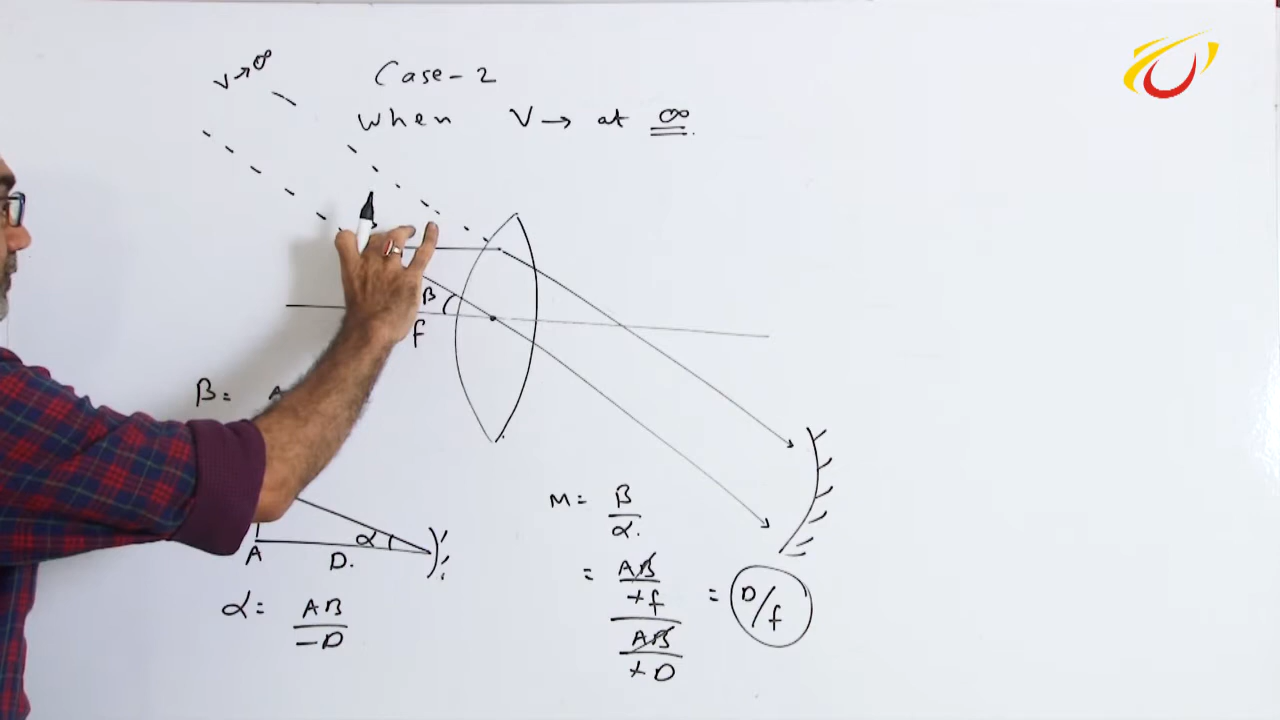 V→∞
Case-2
when V→ at ∞.
β
f
β=
α
A
D.
α = AB / -D
M = β / α.
= AB / +f / AB / +D = D/f